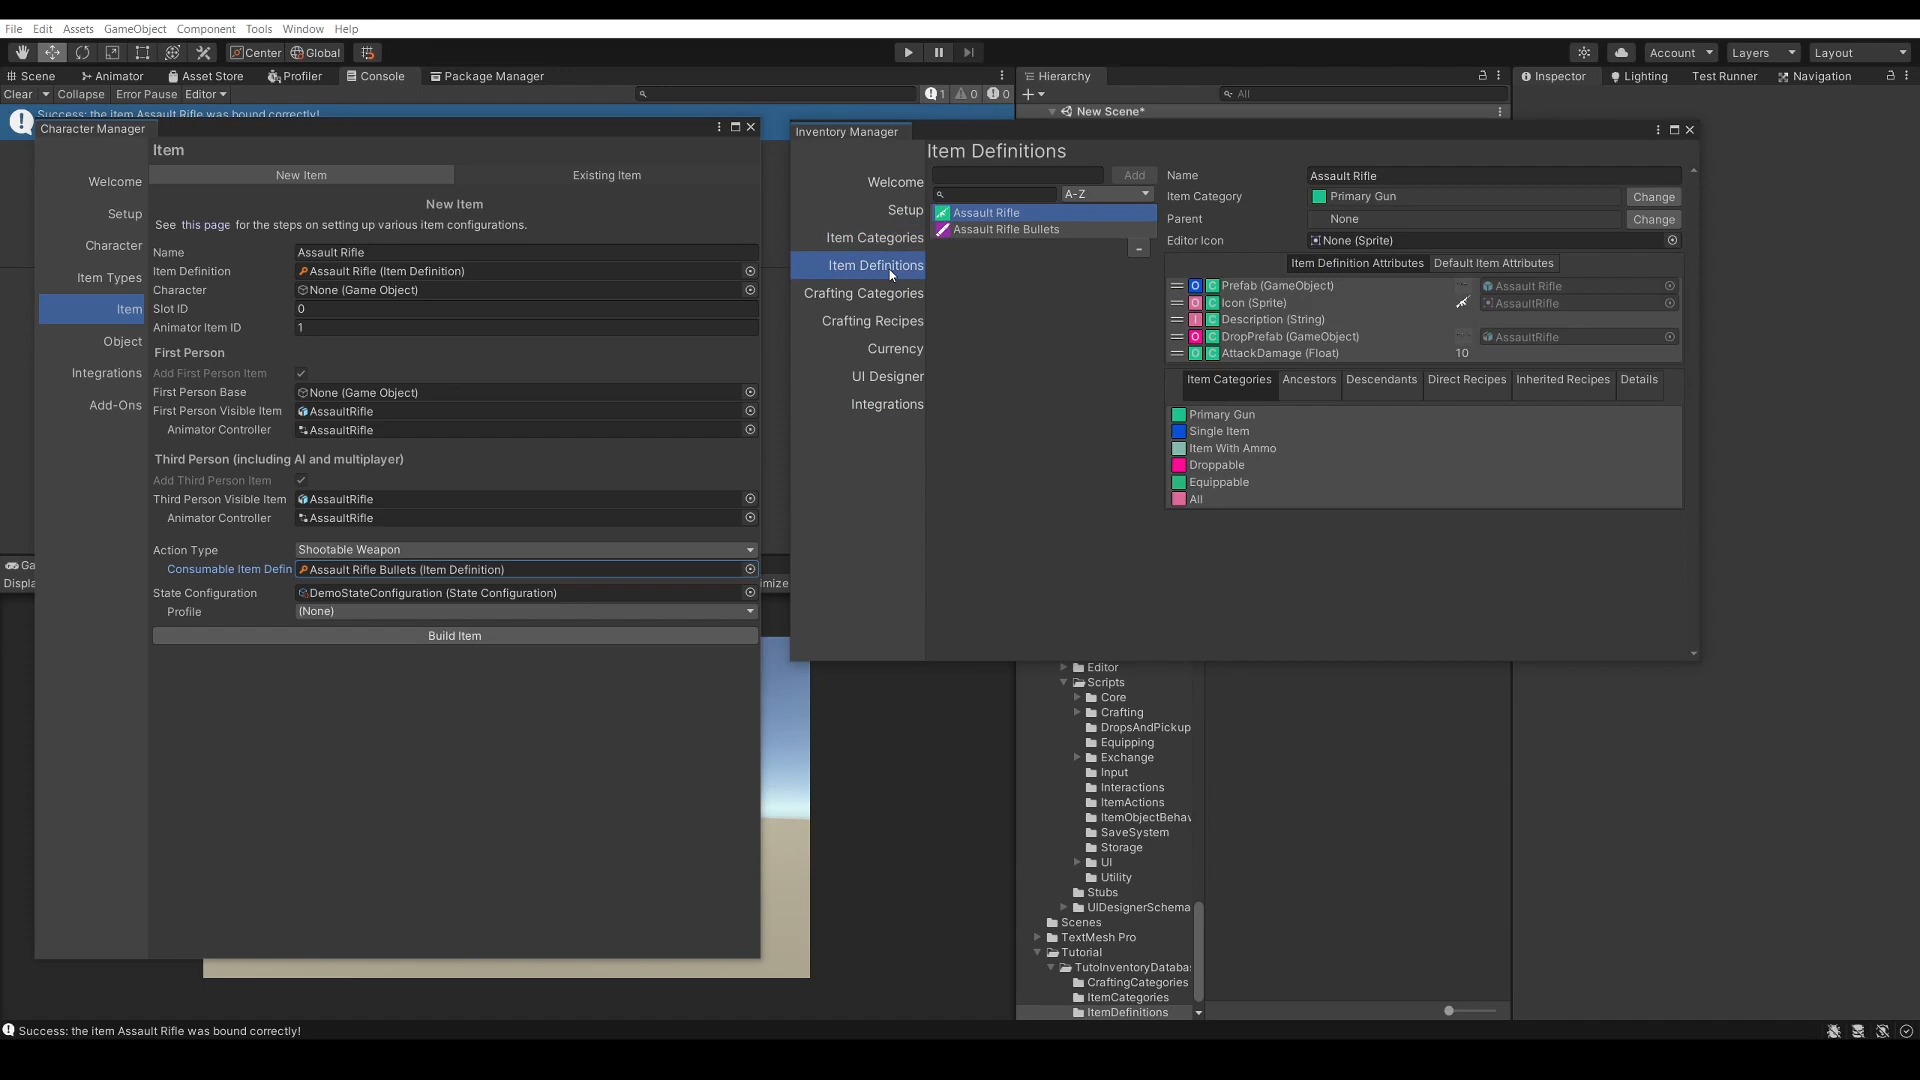 File Edit Assets GameObject Component Tools Window Help
Center Global Account Layers Layout
Scene Animator Asset Store Profiler Console Package Manager Hierarchy Inspector Lighting Test Runner Navigation
Clear Collapse Error Pause Editor 1 0 0 All
Success: the item Assault Rifle was bound correctly!
New Scene*
Character Manager
Item
Welcome
Setup
Character
Item Types
Item
Object
Integrations
Add-Ons
New Item Existing Item
New Item
See this page for the steps on setting up various item configurations.
Name Assault Rifle
Item Definition Assault Rifle (Item Definition)
Character None (Game Object)
Slot ID 0
Animator Item ID 1
First Person
Add First Person Item
First Person Base None (Game Object)
First Person Visible Item AssaultRifle
Animator Controller AssaultRifle
Third Person (including AI and multiplayer)
Add Third Person Item
Third Person Visible Item AssaultRifle
Animator Controller AssaultRifle
Action Type Shootable Weapon
Consumable Item Defin Assault Rifle Bullets (Item Definition)
State Configuration DemoStateConfiguration (State Configuration)
Profile (None)
Build Item
Ga
Displa
imize
Inventory Manager
Item Definitions
Welcome
Setup
Item Categories
Item Definitions
Crafting Categories
Crafting Recipes
Currency
UI Designer
Integrations
Add
A-Z
Assault Rifle
Assault Rifle Bullets
-
Name Assault Rifle
Item Category Primary Gun Change
Parent None Change
Editor Icon None (Sprite)
Item Definition Attributes Default Item Attributes
O C Prefab (GameObject) Assault Rifle
O C Icon (Sprite) AssaultRifle
I C Description (String)
O C DropPrefab (GameObject) AssaultRifle
O C AttackDamage (Float) 10
Item Categories Ancestors Descendants Direct Recipes Inherited Recipes Details
Primary Gun
Single Item
Item With Ammo
Droppable
Equippable
All
Editor
Scripts
Core
Crafting
DropsAndPickup
Equipping
Exchange
Input
Interactions
ItemActions
ItemObjectBehav
SaveSystem
Storage
UI
Utility
Stubs
UIDesignerSchema
Scenes
TextMesh Pro
Tutorial
TutoInventoryDataba
CraftingCategories
ItemCategories
ItemDefinitions
Success: the item Assault Rifle was bound correctly!